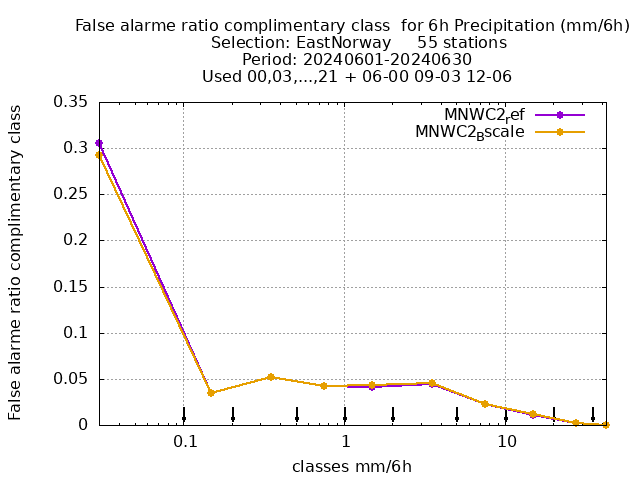 False alarme ratio complimentary class  for 6h Precipitation (mm/6h)
Selection: EastNorway     55 stations
Period: 20240601-20240630
Used 00,03,...,21 + 06-00 09-03 12-06
MNWC2ref
MNWC2Bscale
False alarme ratio complimentary class
0.35
0.3
0.25
0.2
0.15
0.1
0.05
0
0.1 1 10
classes mm/6h